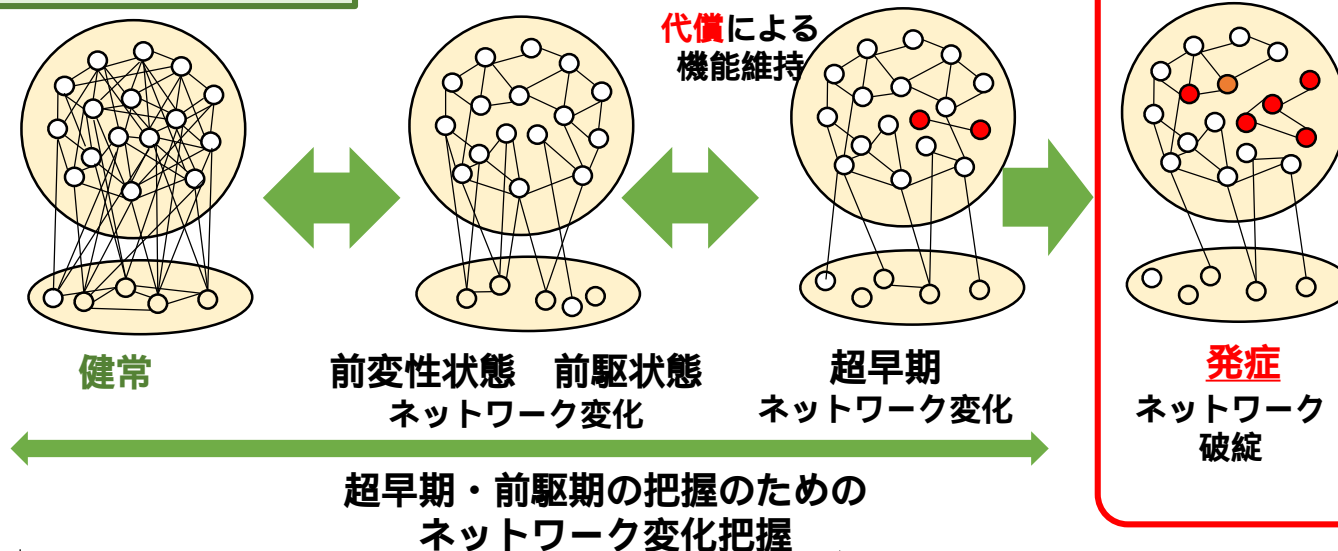 代償による
機能維持
健常
前変性状態 前駆状態
ネットワーク変化
超早期
ネットワーク変化
発症
ネットワーク
破綻
超早期・前駆期の把握のための
ネットワーク変化把握